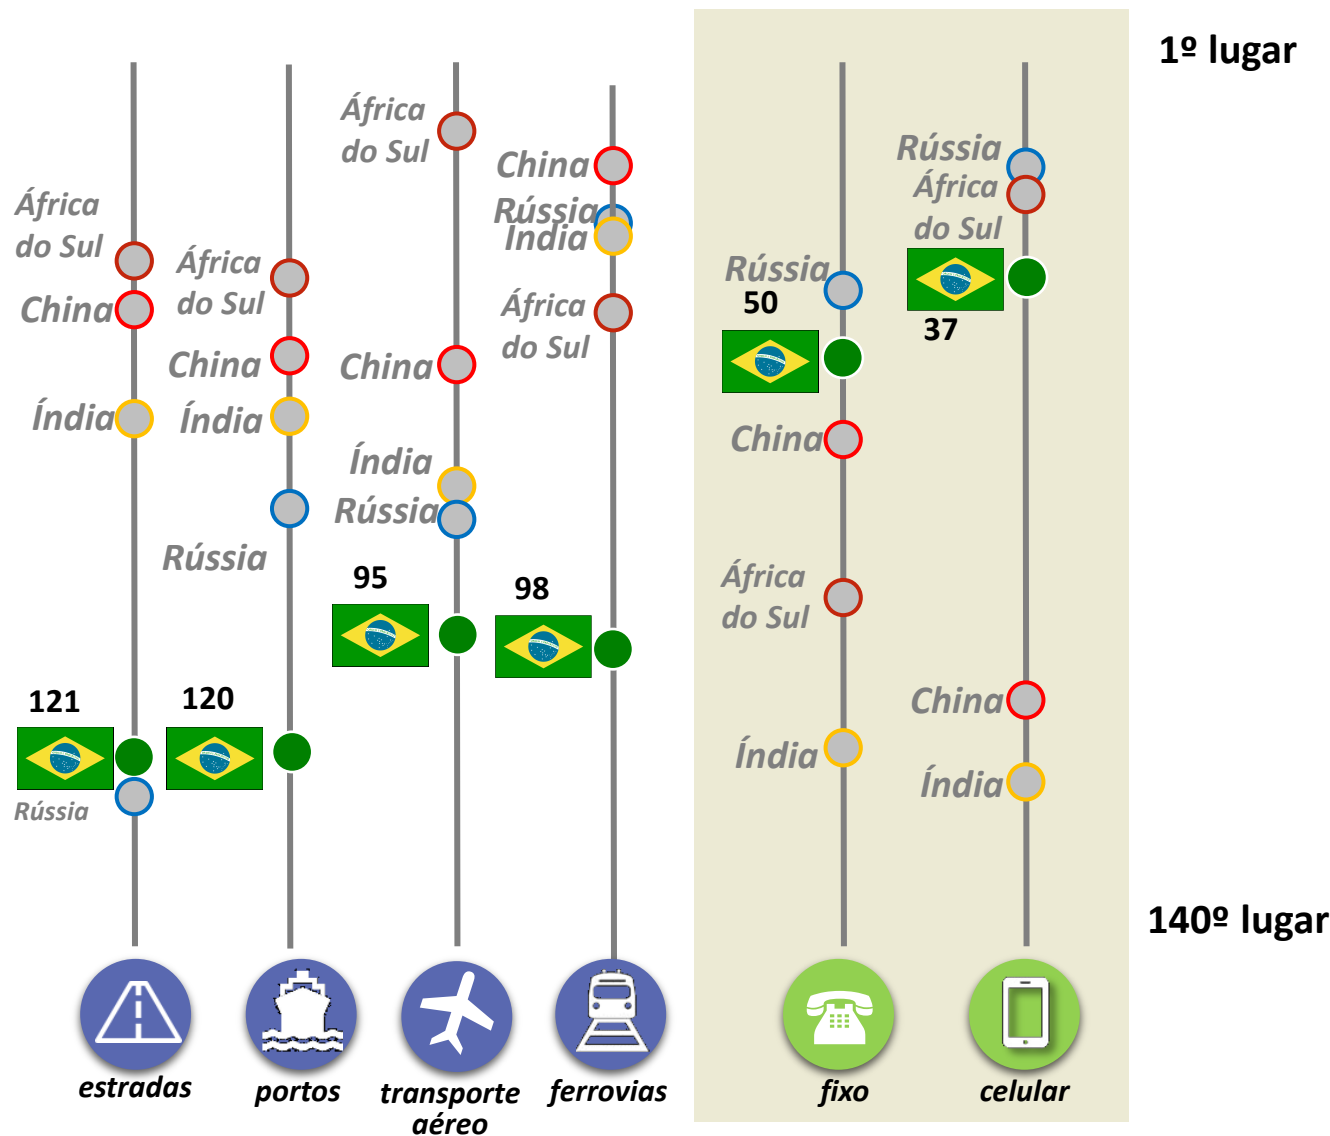 1º lugar
África
do Sul
China
Índia
121
Rússia
estradas
África
do Sul
China
Índia
Rússia
120
portos
África
do Sul
China
Índia
Rússia
95
transporte
aéreo
China
Rússia
Índia
África
do Sul
98
ferrovias
Rússia
50
China
África
do Sul
Índia
fixo
Rússia
África
do Sul
37
China
Índia
celular
140º lugar